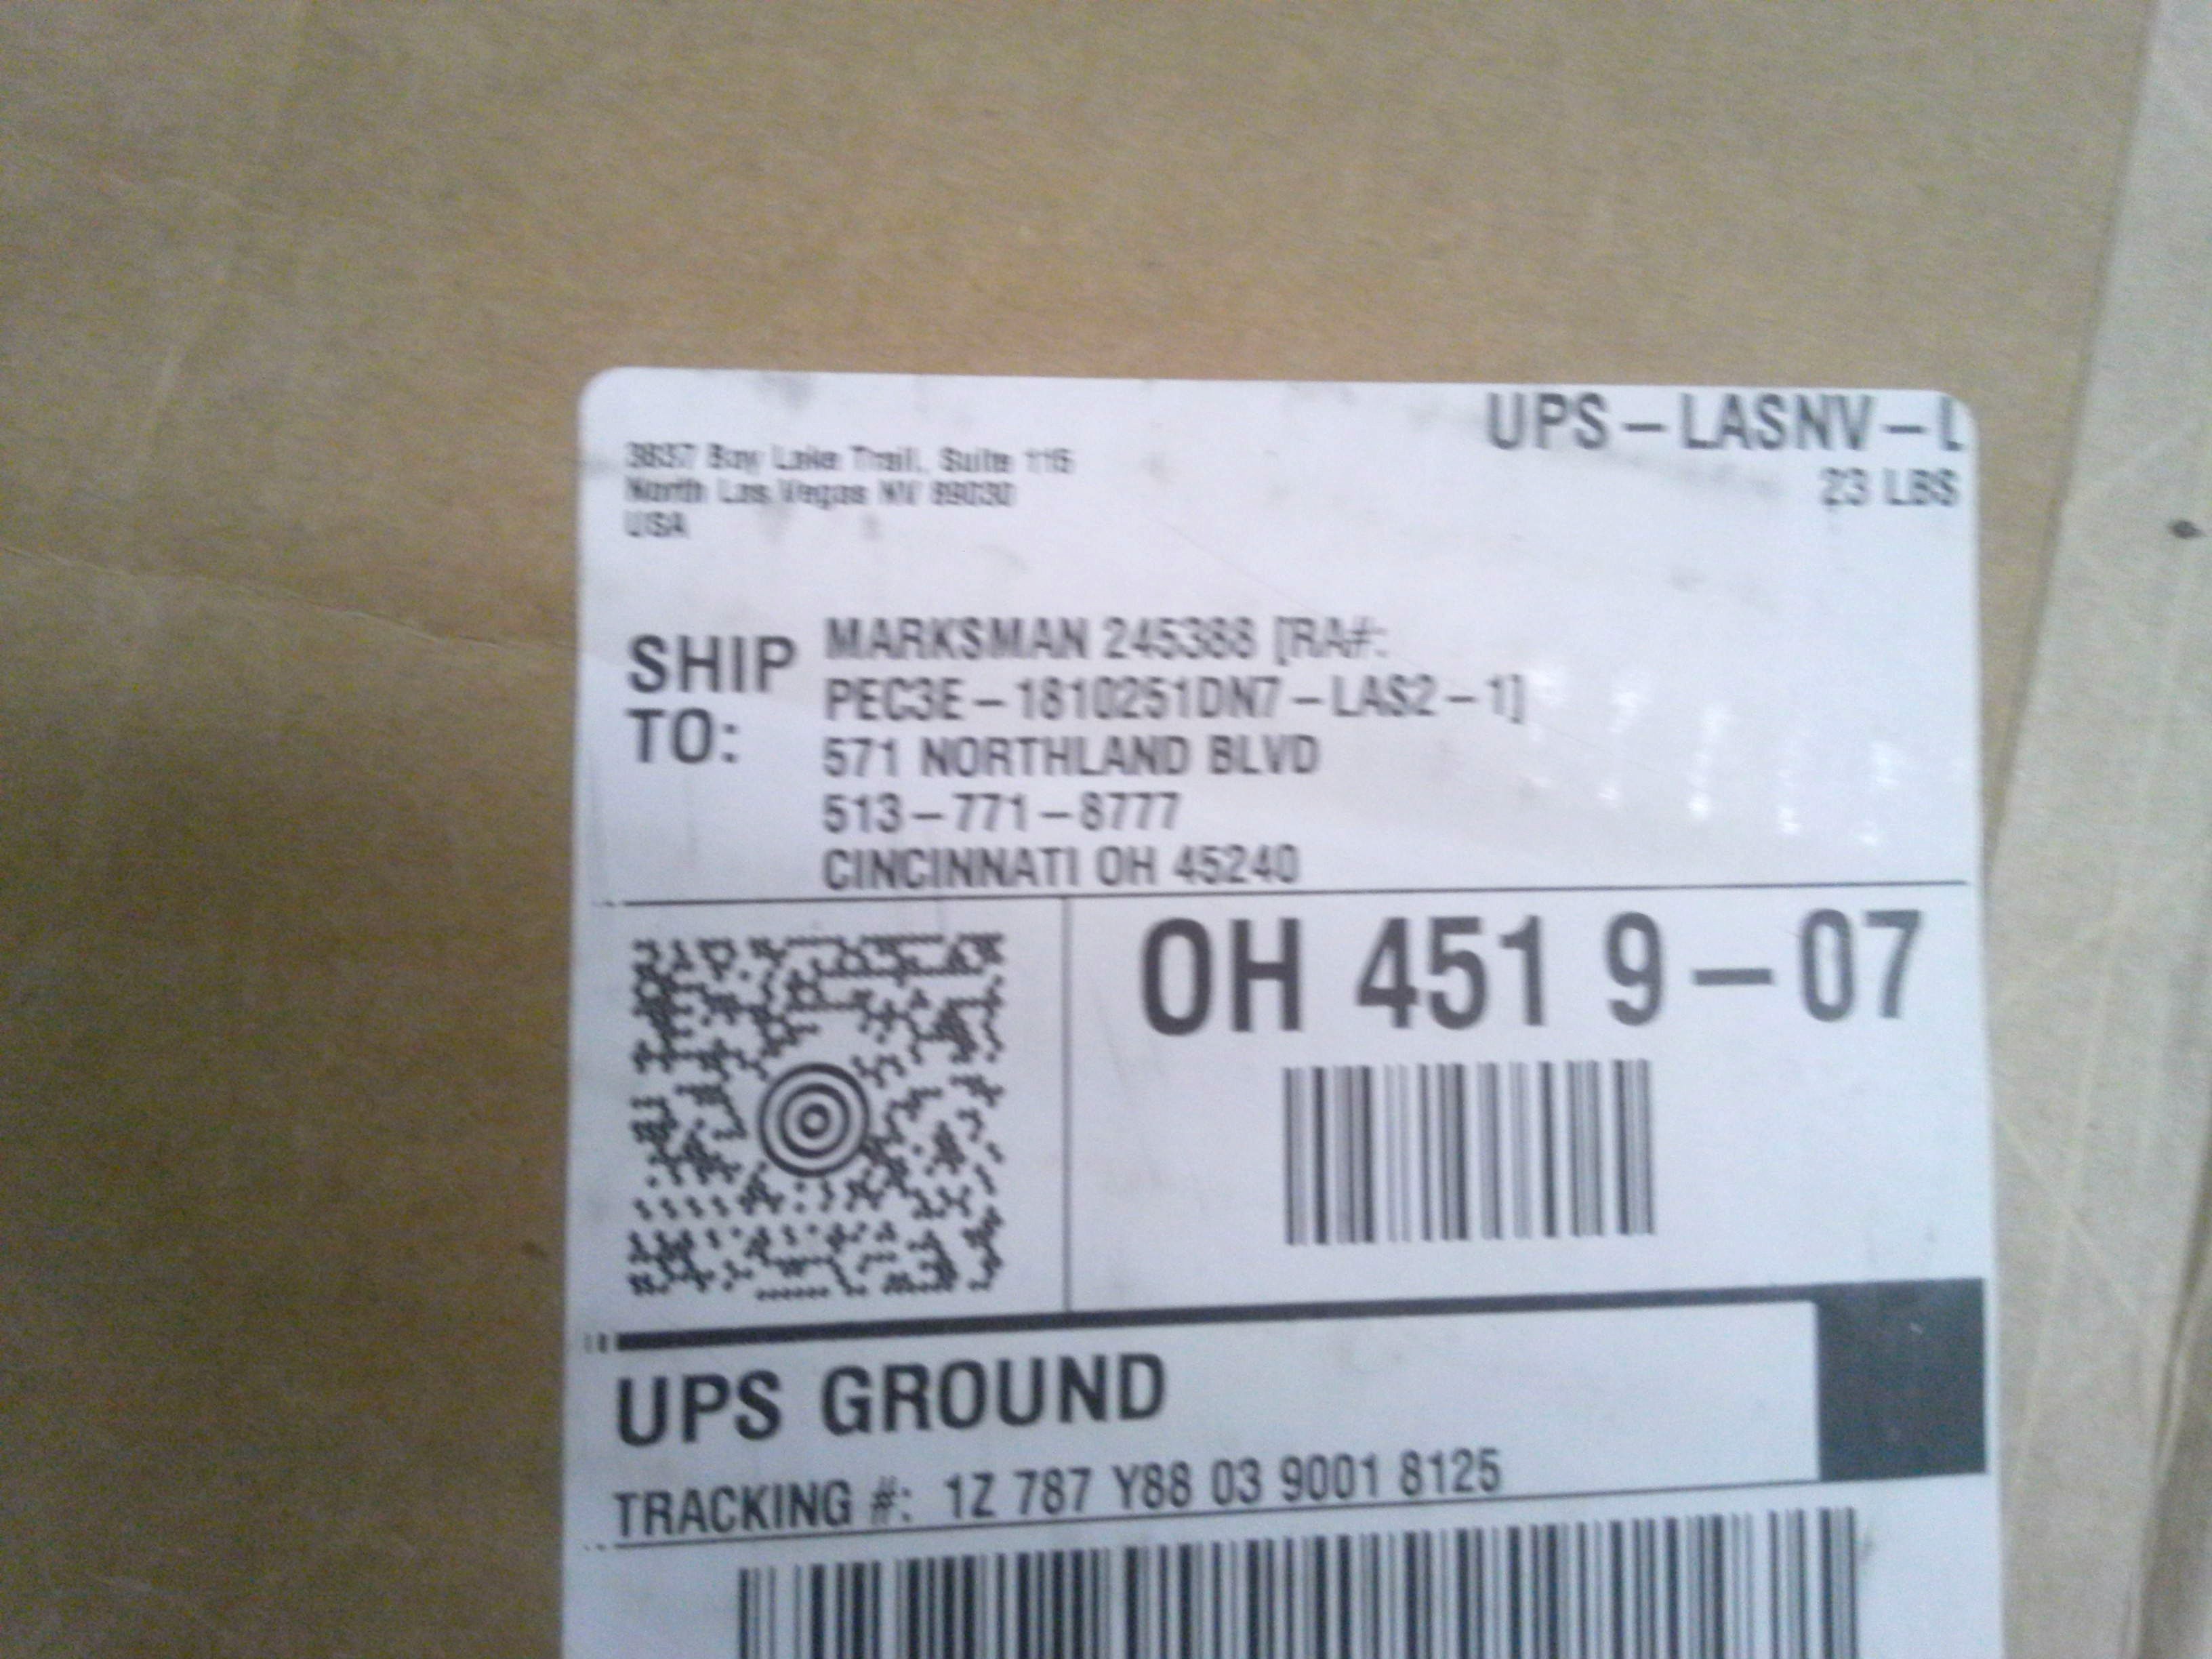 UPS – LASNV – L
23 LBS
3837 Bay Lake Trail, Suite 115
North Las Vegas NV 89030
USA
SHIP TO:
MARKSMAN 245388 [RA#:
PEC3E – 1810251DN7 – LAS2 – 1]
571 NORTHLAND BLVD
513 – 771 – 8777
CINCINNATI OH 45240
OH 451 9 – 07
UPS GROUND
TRACKING #: 1Z 787 Y88 03 9001 8125